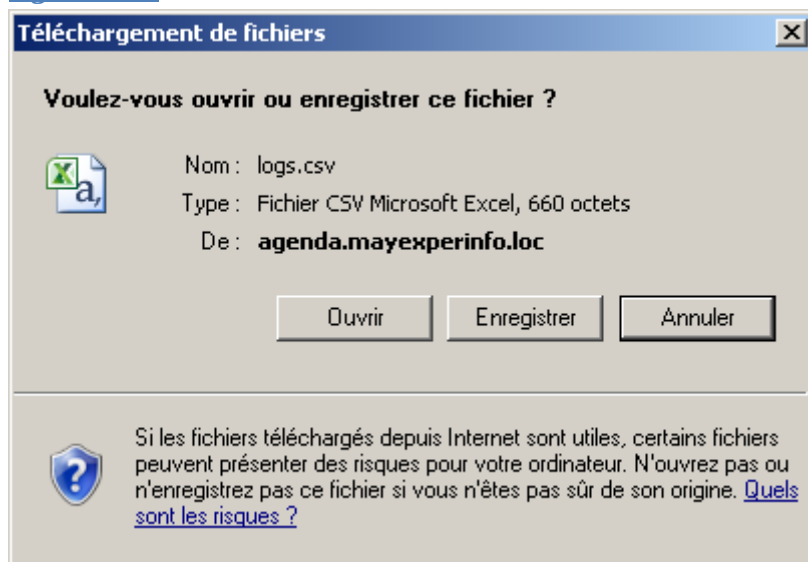 Téléchargement de fichiers
Voulez-vous ouvrir ou enregistrer ce fichier ?
Nom : logs.csv
Type : Fichier CSV Microsoft Excel, 660 octets
De : agenda.mayexperinfo.loc
Ouvrir Enregistrer Annuler
Si les fichiers téléchargés depuis Internet sont utiles, certains fichiers
peuvent présenter des risques pour votre ordinateur. N'ouvrez pas ou
n'enregistrez pas ce fichier si vous n'êtes pas sûr de son origine. Quels
sont les risques ?